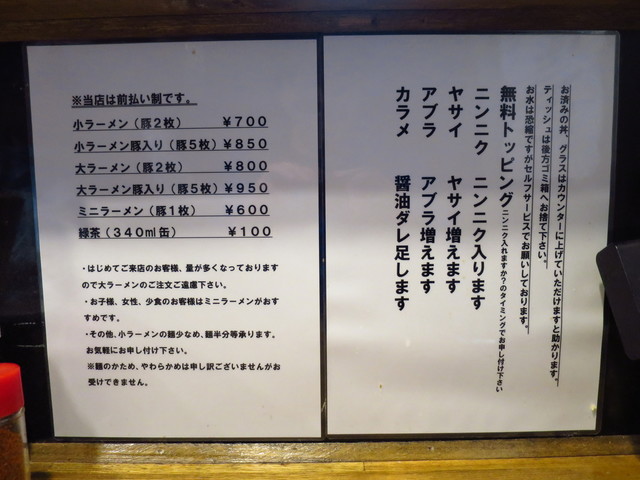 ※当店は前払い制です。
小ラーメン（豚2枚） ￥700
小ラーメン豚入り（豚5枚） ￥850
大ラーメン（豚2枚） ￥800
大ラーメン豚入り（豚5枚） ￥950
ミニラーメン（豚1枚） ￥600
緑茶（340ml缶） ￥100
・はじめてご来店のお客様、量が多くなっております
ので大ラーメンのご注文ご遠慮下さい。
・お子様、女性、少食のお客様はミニラーメンがおす
すめです。
・その他、小ラーメンの麺少なめ、麺半分等承ります。
お気軽にお申し付け下さい。
※麺のかため、やわらかめは申し訳ございませんがお
受けできません。
お済みの丼、グラスはカウンターに上げていただけますと助かります。
ティッシュは後方ゴミ箱へお捨て下さい。
お水は恐縮ですがセルフサービスでお願いしております。
無料トッピング ニンニク入れますか？のタイミングでお申し付け下さい
ニンニク ニンニク入ります
ヤサイ ヤサイ増えます
アブラ アブラ増えます
カラメ 醤油ダレ足します